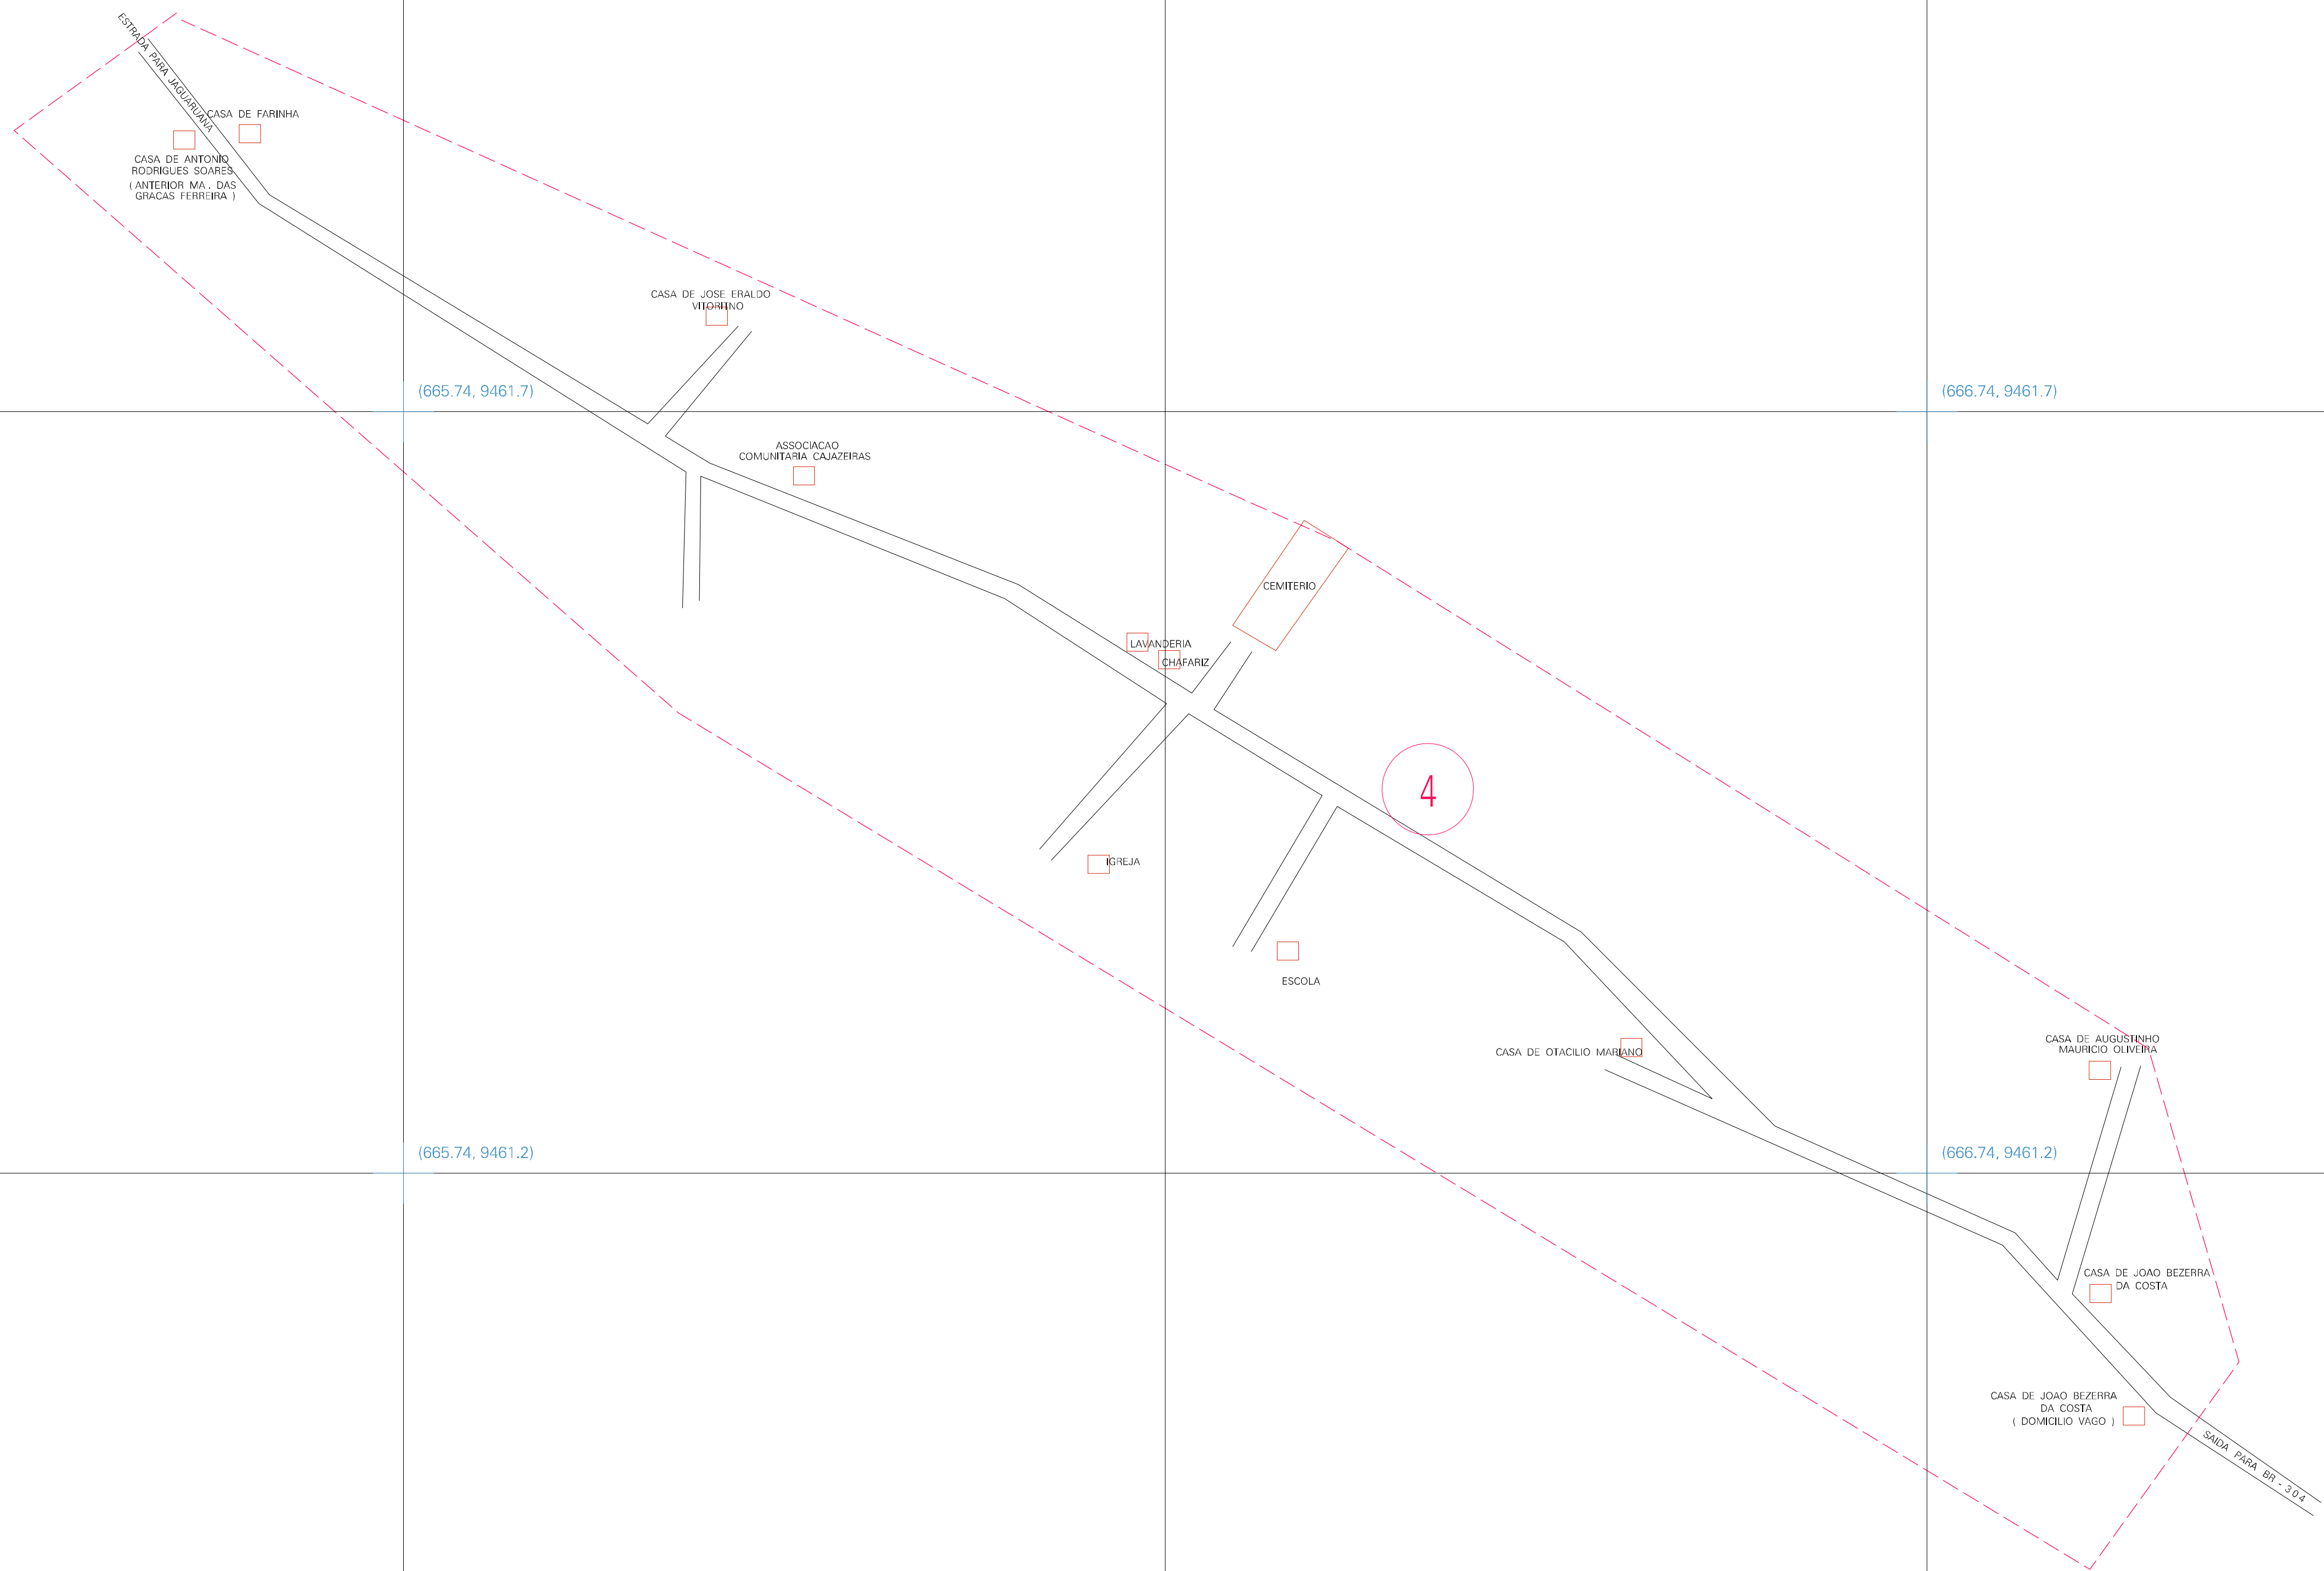 ESTRADA PARA JAGUARUANA
CASA DE FARINHA
CASA DE ANTONIO
RODRIGUES SOARES
( ANTERIOR MA . DAS
GRACAS FERREIRA )
CASA DE JOSE ERALDO
VITORITNO
(665.74, 9461.7)
(666.74, 9461.7)
ASSOCIACAO
COMUNITARIA CAJAZEIRAS
CEMITERIO
LAVANDERIA
CHAFARIZ
4
IGREJA
ESCOLA
CASA DE OTACILIO MARIANO
CASA DE AUGUSTINHO
MAURICIO OLIVEIRA
(665.74, 9461.2)
(666.74, 9461.2)
CASA DE JOAO BEZERRA
DA COSTA
CASA DE JOAO BEZERRA
DA COSTA
( DOMICILIO VAGO )
SAIDA PARA BR - 304